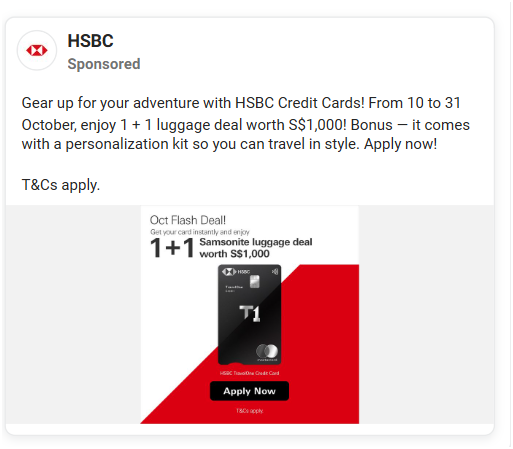 HSBC
Sponsored
Gear up for your adventure with HSBC Credit Cards! From 10 to 31
October, enjoy 1 + 1 luggage deal worth S$1,000! Bonus — it comes
with a personalization kit so you can travel in style. Apply now!
T&Cs apply.
Oct Flash Deal!
Get your card instantly and enjoy
1+1 Samsonite luggage deal
worth S$1,000
HSBC
TravelOne
T1
mastercard
HSBC TravelOne Credit Card
Apply Now
T&Cs apply